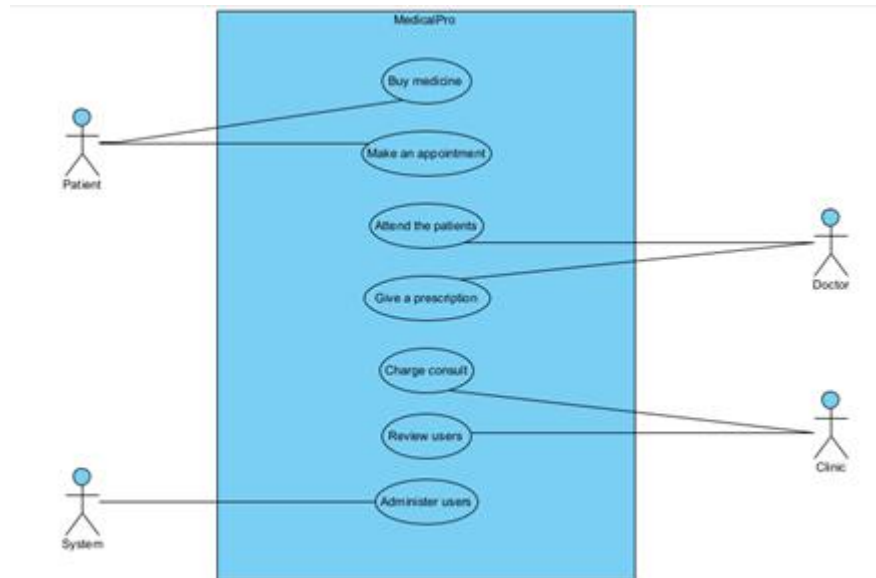 MedicalPro
Buy medicine
Make an appointment
Patient
Attend the patients
Doctor
Give a prescription
Charge consult
Review users
Clinic
Administer users
System